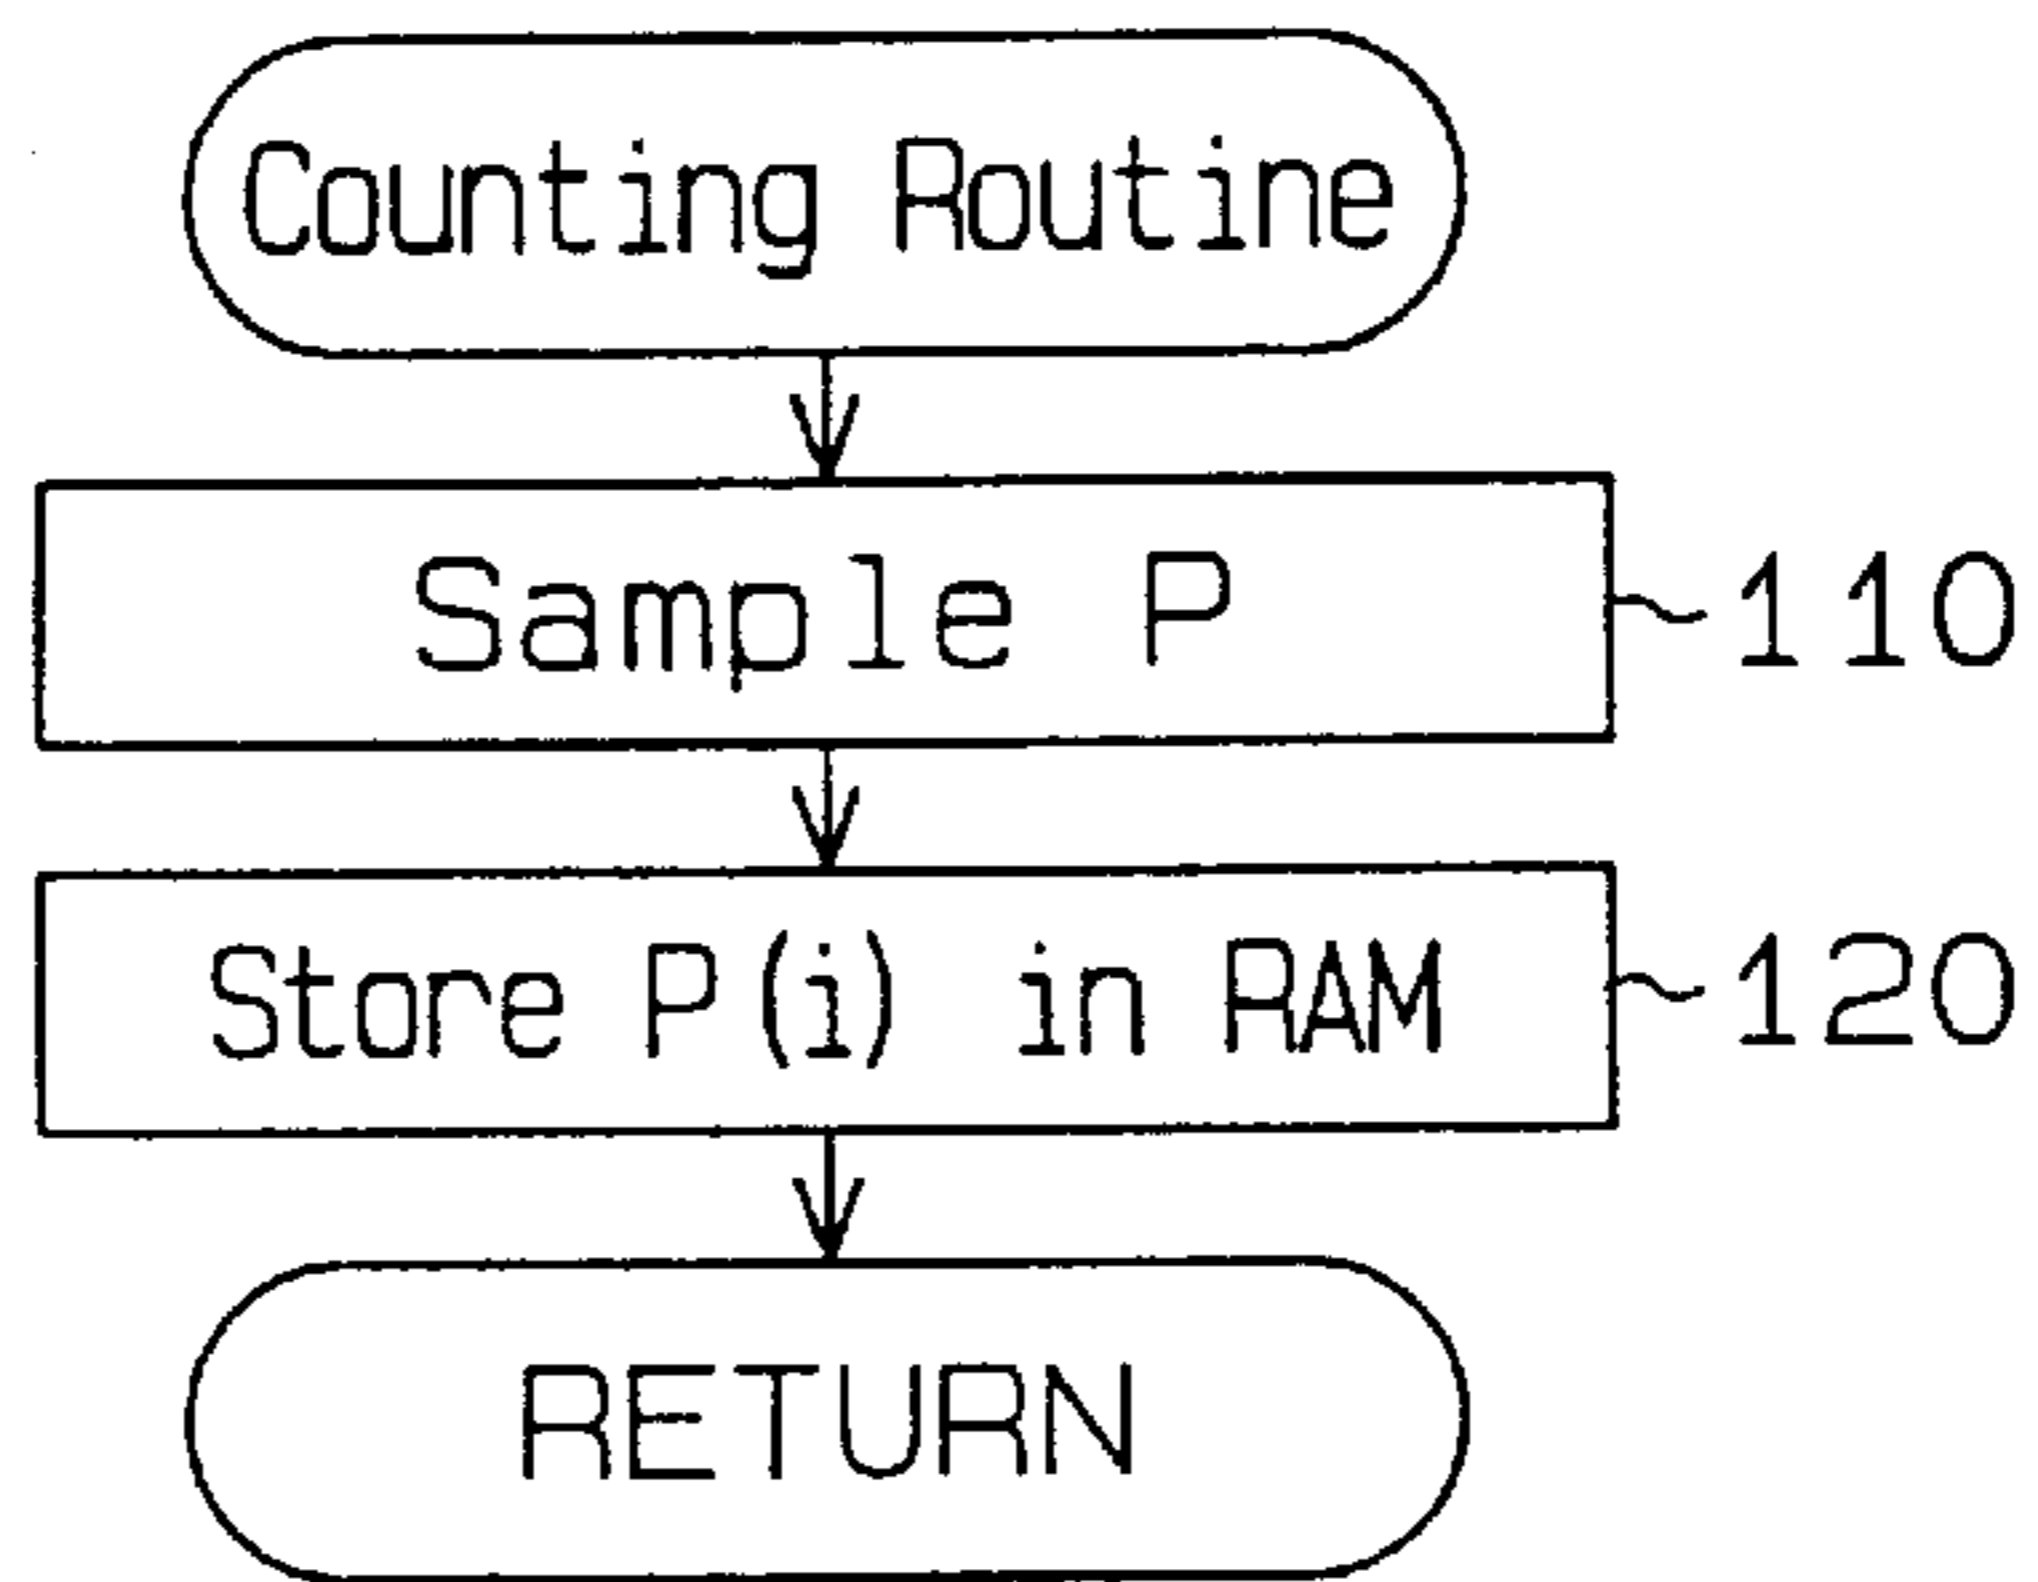 Counting Routine
Sample P
110
Store P(i) in RAM
120
RETURN